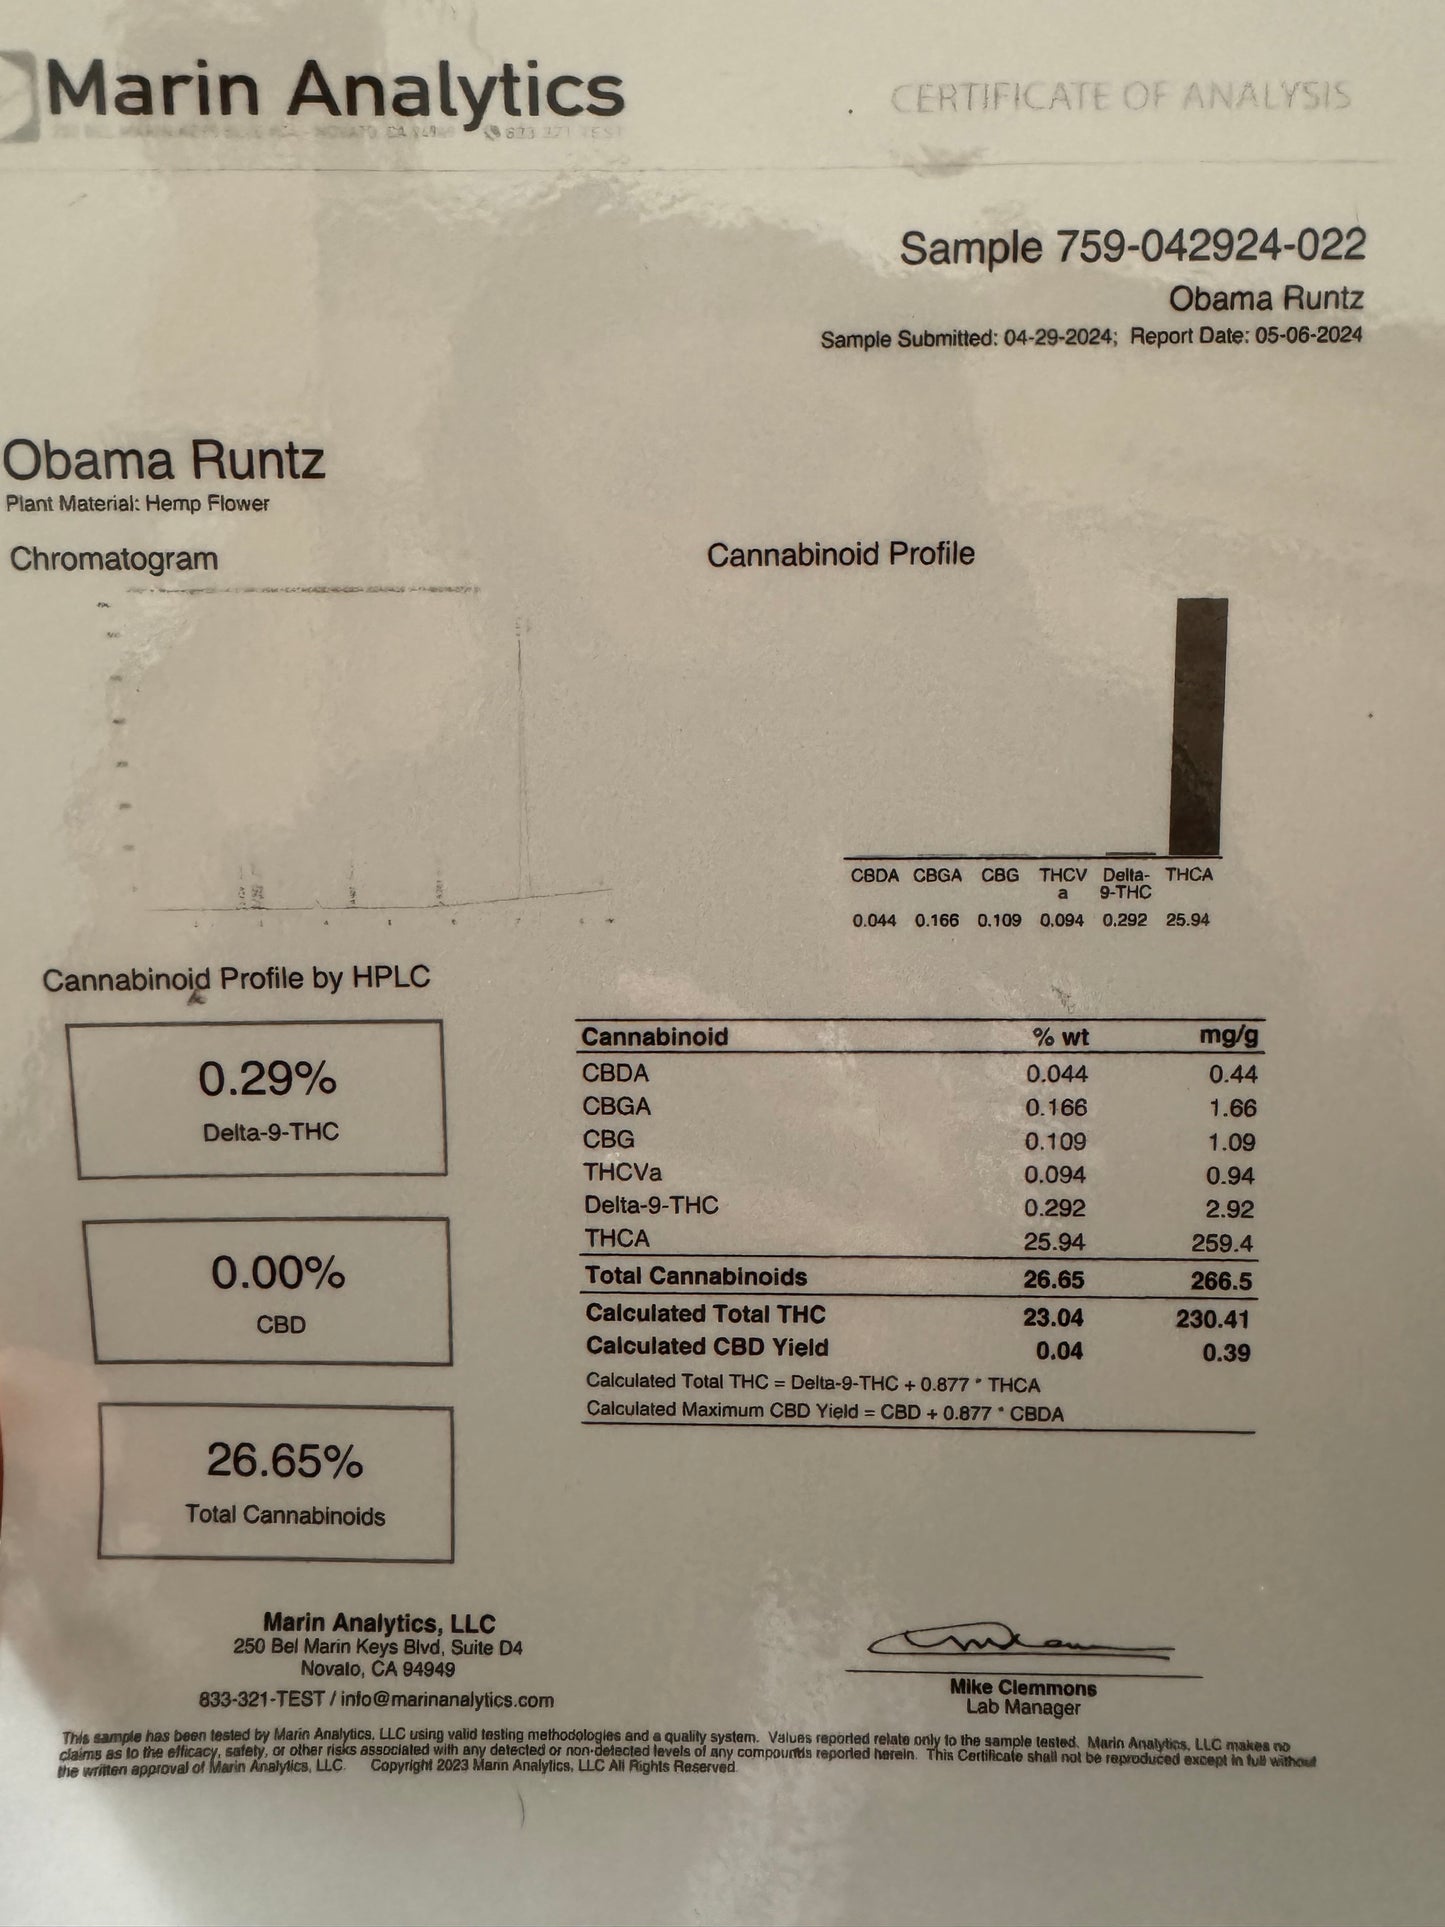 Marin Analytics
CERTIFICATE OF ANALYSIS
Sample 759-042924-022
Obama Runtz
Sample Submitted: 04-29-2024; Report Date: 05-06-2024
Obama Runtz
Plant Material: Hemp Flower
Chromatogram
Cannabinoid Profile
CBDA CBGA CBG THCV Delta- THCA
a 9-THC
0.044 0.166 0.109 0.094 0.292 25.94
Cannabinoid Profile by HPLC
0.29%
Delta-9-THC
0.00%
CBD
26.65%
Total Cannabinoids
Cannabinoid % wt mg/g
CBDA 0.044 0.44
CBGA 0.166 1.66
CBG 0.109 1.09
THCVa 0.094 0.94
Delta-9-THC 0.292 2.92
THCA 25.94 259.4
Total Cannabinoids 26.65 266.5
Calculated Total THC 23.04 230.41
Calculated CBD Yield 0.04 0.39
Calculated Total THC = Delta-9-THC + 0.877 * THCA
Calculated Maximum CBD Yield = CBD + 0.877 * CBDA
Marin Analytics, LLC
250 Bel Marin Keys Blvd, Suite D4
Novato, CA 94949
833-321-TEST / info@marinanalytics.com
Mike Clemmons
Lab Manager
This sample has been tested by Marin Analytics, LLC using valid testing methodologies and a quality system. Values reported relate only to the sample tested. Marin Analytics, LLC makes no
claims as to the efficacy, safety, or other risks associated with any detected or non-detected levels of any compounds reported herein. This Certificate shall not be reproduced except in full without
the written approval of Marin Analytics, LLC. Copyright 2023 Marin Analytics, LLC All Rights Reserved.